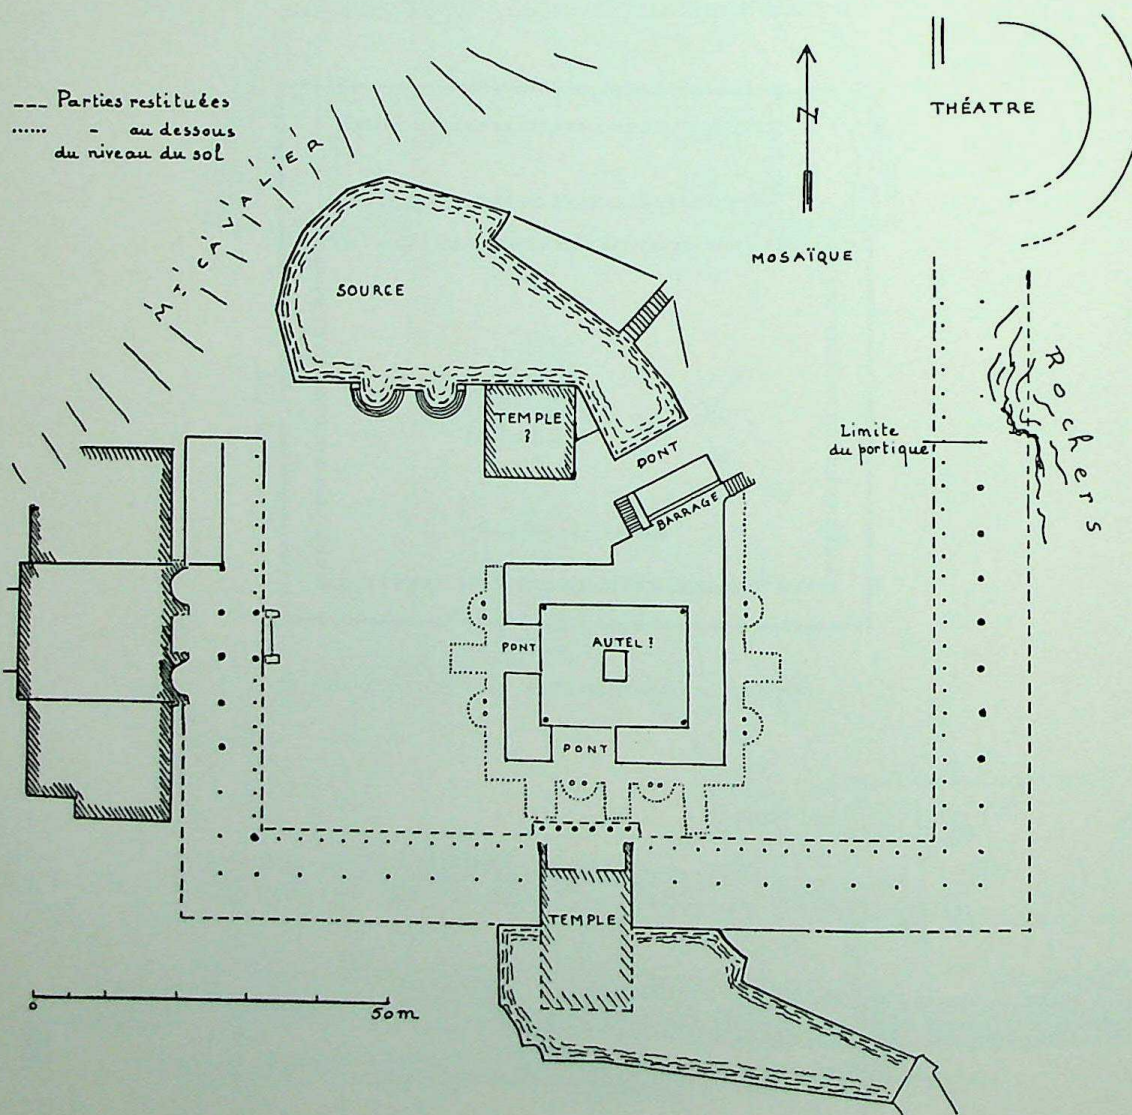 --- Parties restituées
...... - au dessous
du niveau du sol
Mt CAVALIER
THÉATRE
N
MOSAÏQUE
SOURCE
Rochers
TEMPLE
?
Limite
du portique
PONT
BARRAGE
PONT
AUTEL ?
PONT
TEMPLE
0
50m